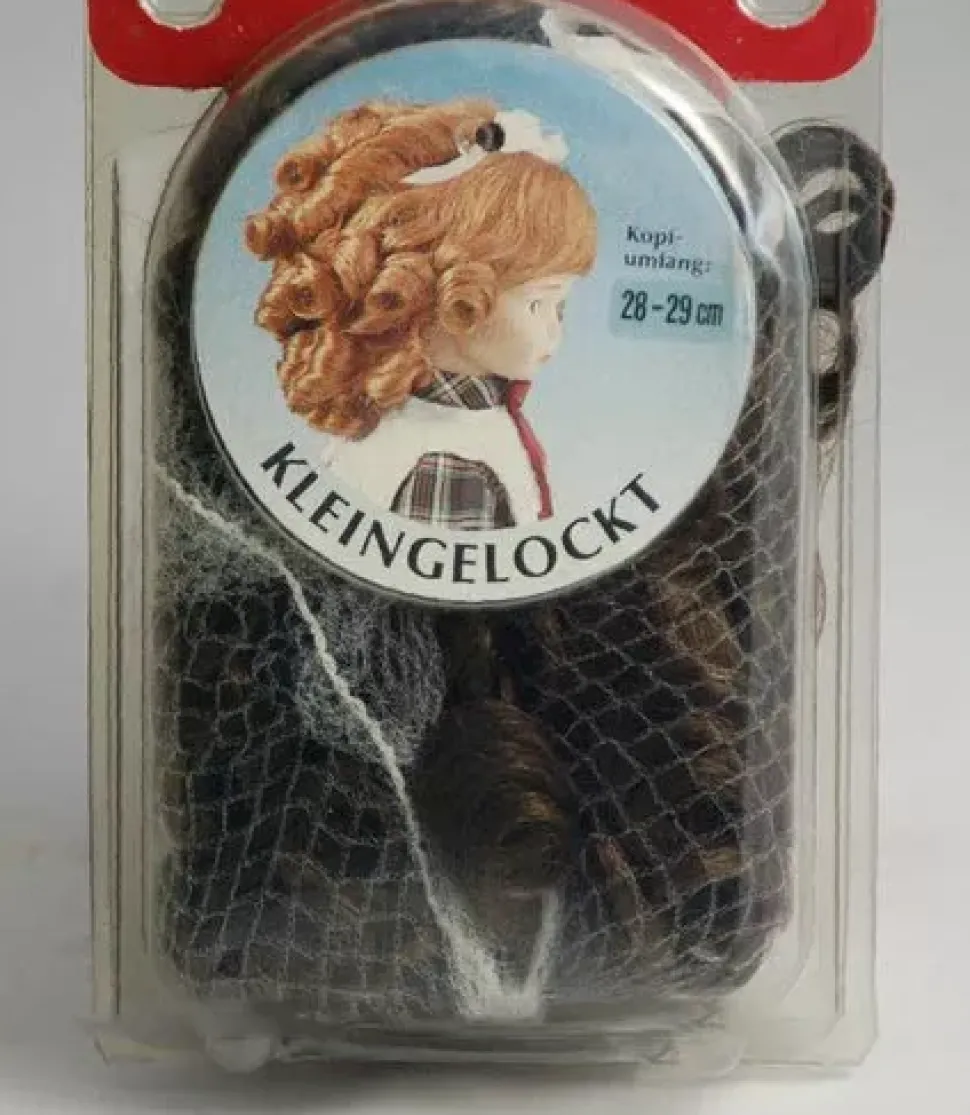 Kopf-
umfang:
28-29 cm
KLEINGELOCKT